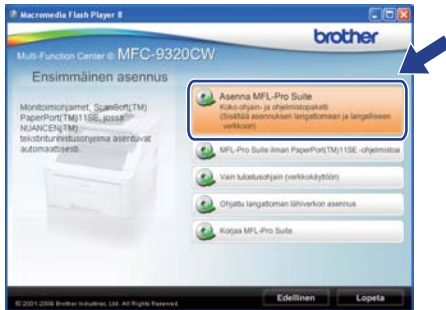 Macromedia Flash Player 8
brother
Multi-Function Center ® MFC-9320CW
Ensimmäinen asennus
Monitoimiohjaimet, ScanSoft(TM)
PaperPort(TM)11SE, jossa
NUANCEN(TM)
tekstintunnistusohjelma asentuvat
automaattisesti.
Asenna MFL-Pro Suite
Koko ohjain- ja ohjelmistopaketti
(Sisältää asennuksen langattomaan ja langalliseen
verkkoon)
MFL-Pro Suite ilman PaperPort(TM)11SE -ohjelmistoa
Vain tulostusohjain (verkkokäyttöön)
Ohjattu langattoman lähiverkon asennus
Korjaa MFL-Pro Suite
© 2001-2008 Brother Industries, Ltd. All Rights Reserved.
Edellinen
Lopeta